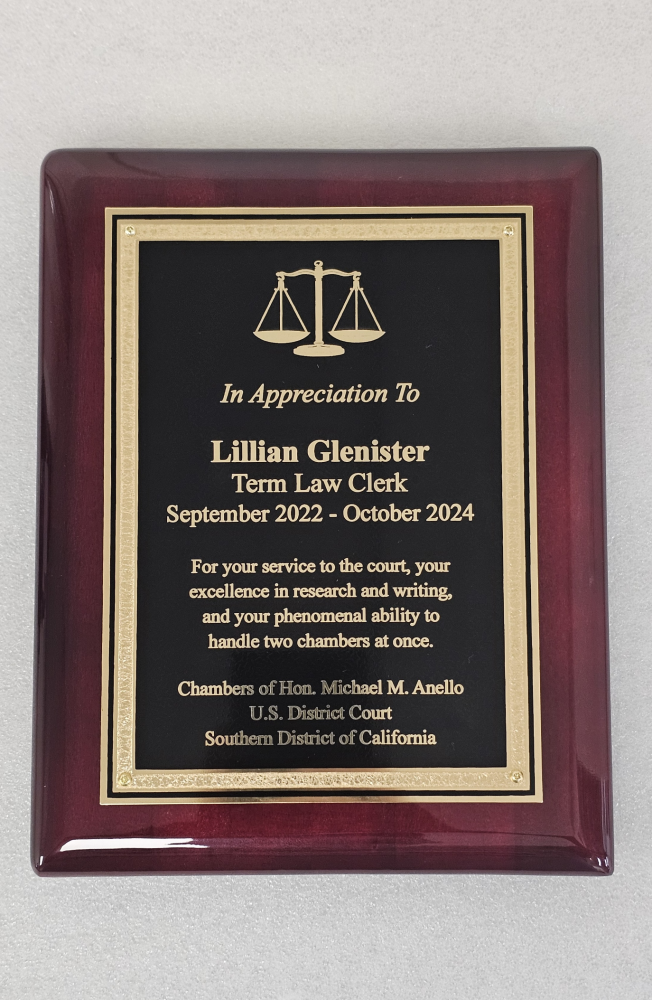 In Appreciation To
Lillian Glenister
Term Law Clerk
September 2022 - October 2024
For your service to the court, your
excellence in research and writing,
and your phenomenal ability to
handle two chambers at once.
Chambers of Hon. Michael M. Anello
U.S. District Court
Southern District of California